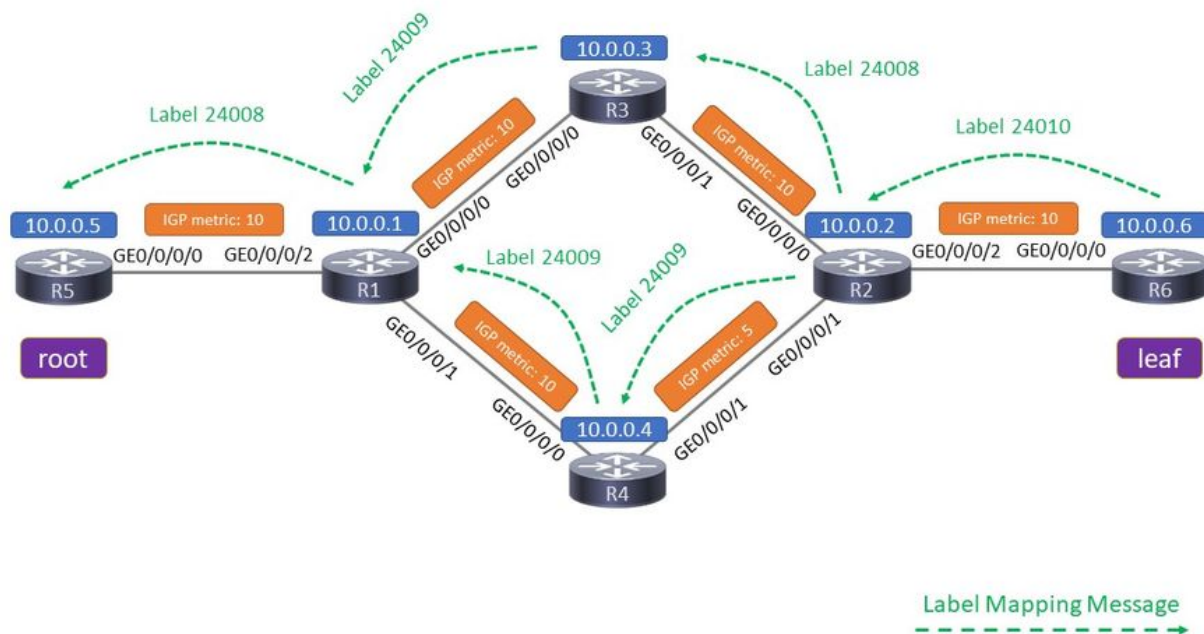 10.0.0.3
R3
Label 24009
Label 24008
Label 24008
Label 24010
IGP metric: 10
GE0/0/0/0
GE0/0/0/1
IGP metric: 10
10.0.0.5
IGP metric: 10
10.0.0.1
GE0/0/0/0
GE0/0/0/0
10.0.0.2
IGP metric: 10
10.0.0.6
GE0/0/0/0
GE0/0/0/2
GE0/0/0/2
GE0/0/0/0
R5
R1
R2
R6
Label 24009
Label 24009
root
leaf
GE0/0/0/1
IGP metric: 10
IGP metric: 5
GE0/0/0/1
GE0/0/0/0
10.0.0.4
GE0/0/0/1
R4
Label Mapping Message